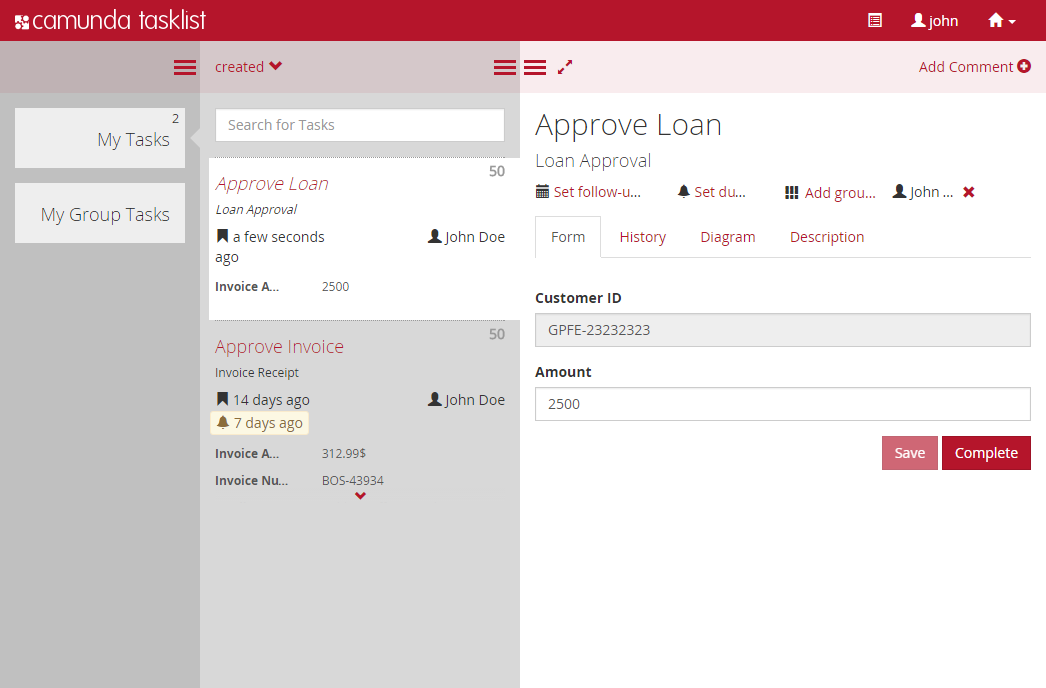 camunda tasklist
john
created
Add Comment
2
My Tasks
My Group Tasks
Search for Tasks
50
Approve Loan
Loan Approval
a few seconds
ago
John Doe
Invoice A...
2500
50
Approve Invoice
Invoice Receipt
14 days ago
John Doe
7 days ago
Invoice A...
312.99$
Invoice Nu...
BOS-43934
Approve Loan
Loan Approval
Set follow-u...
Set du...
Add grou...
John ...
Form
History
Diagram
Description
Customer ID
GPFE-23232323
Amount
2500
Save
Complete